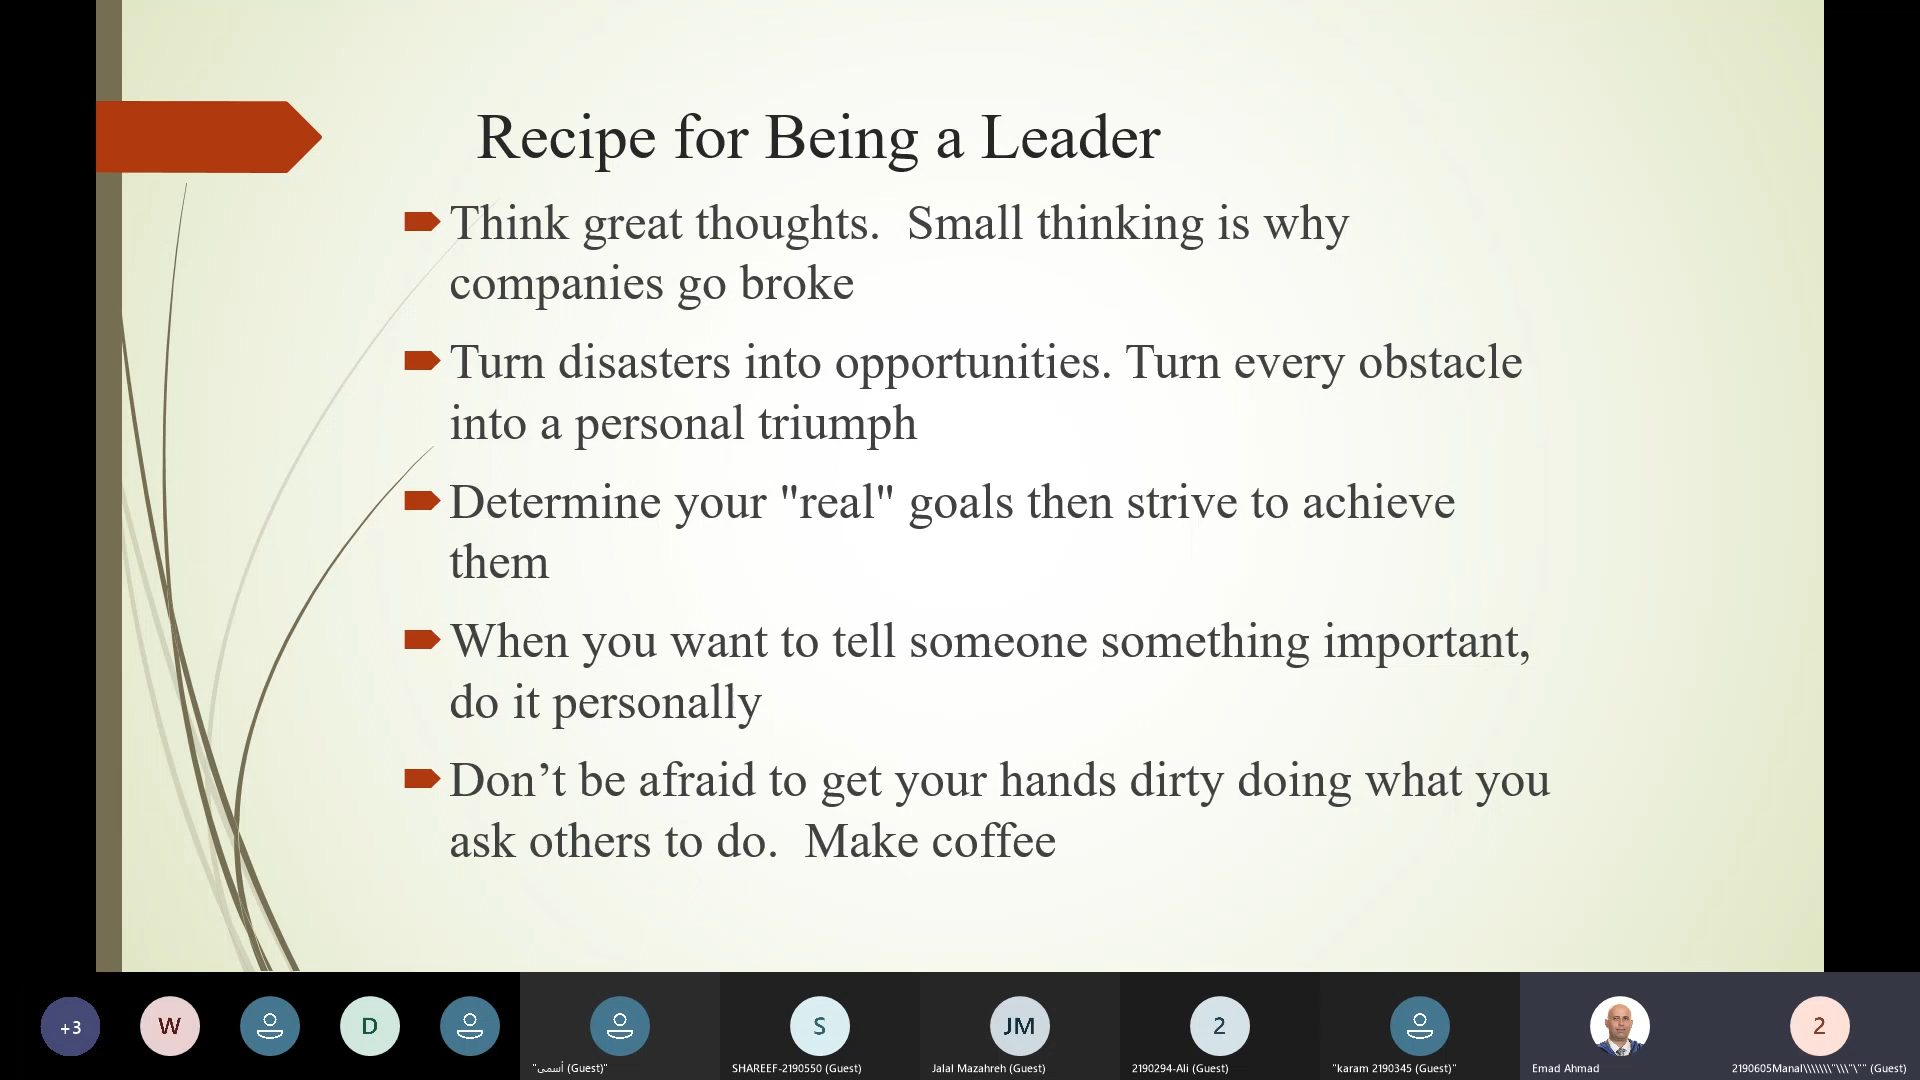 Recipe for Being a Leader
Think great thoughts.  Small thinking is why
companies go broke
Turn disasters into opportunities. Turn every obstacle
into a personal triumph
Determine your "real" goals then strive to achieve
them
When you want to tell someone something important,
do it personally
Don’t be afraid to get your hands dirty doing what you
ask others to do.  Make coffee
+3
W
D
S
JM
2
2
"أسمى (Guest)"
SHAREEF-2190550 (Guest)
Jalal Mazahreh (Guest)
2190294-Ali (Guest)
"karam 2190345 (Guest)"
Emad Ahmad
2190605Manal\\\\\\\"\\\"\"" (Guest)